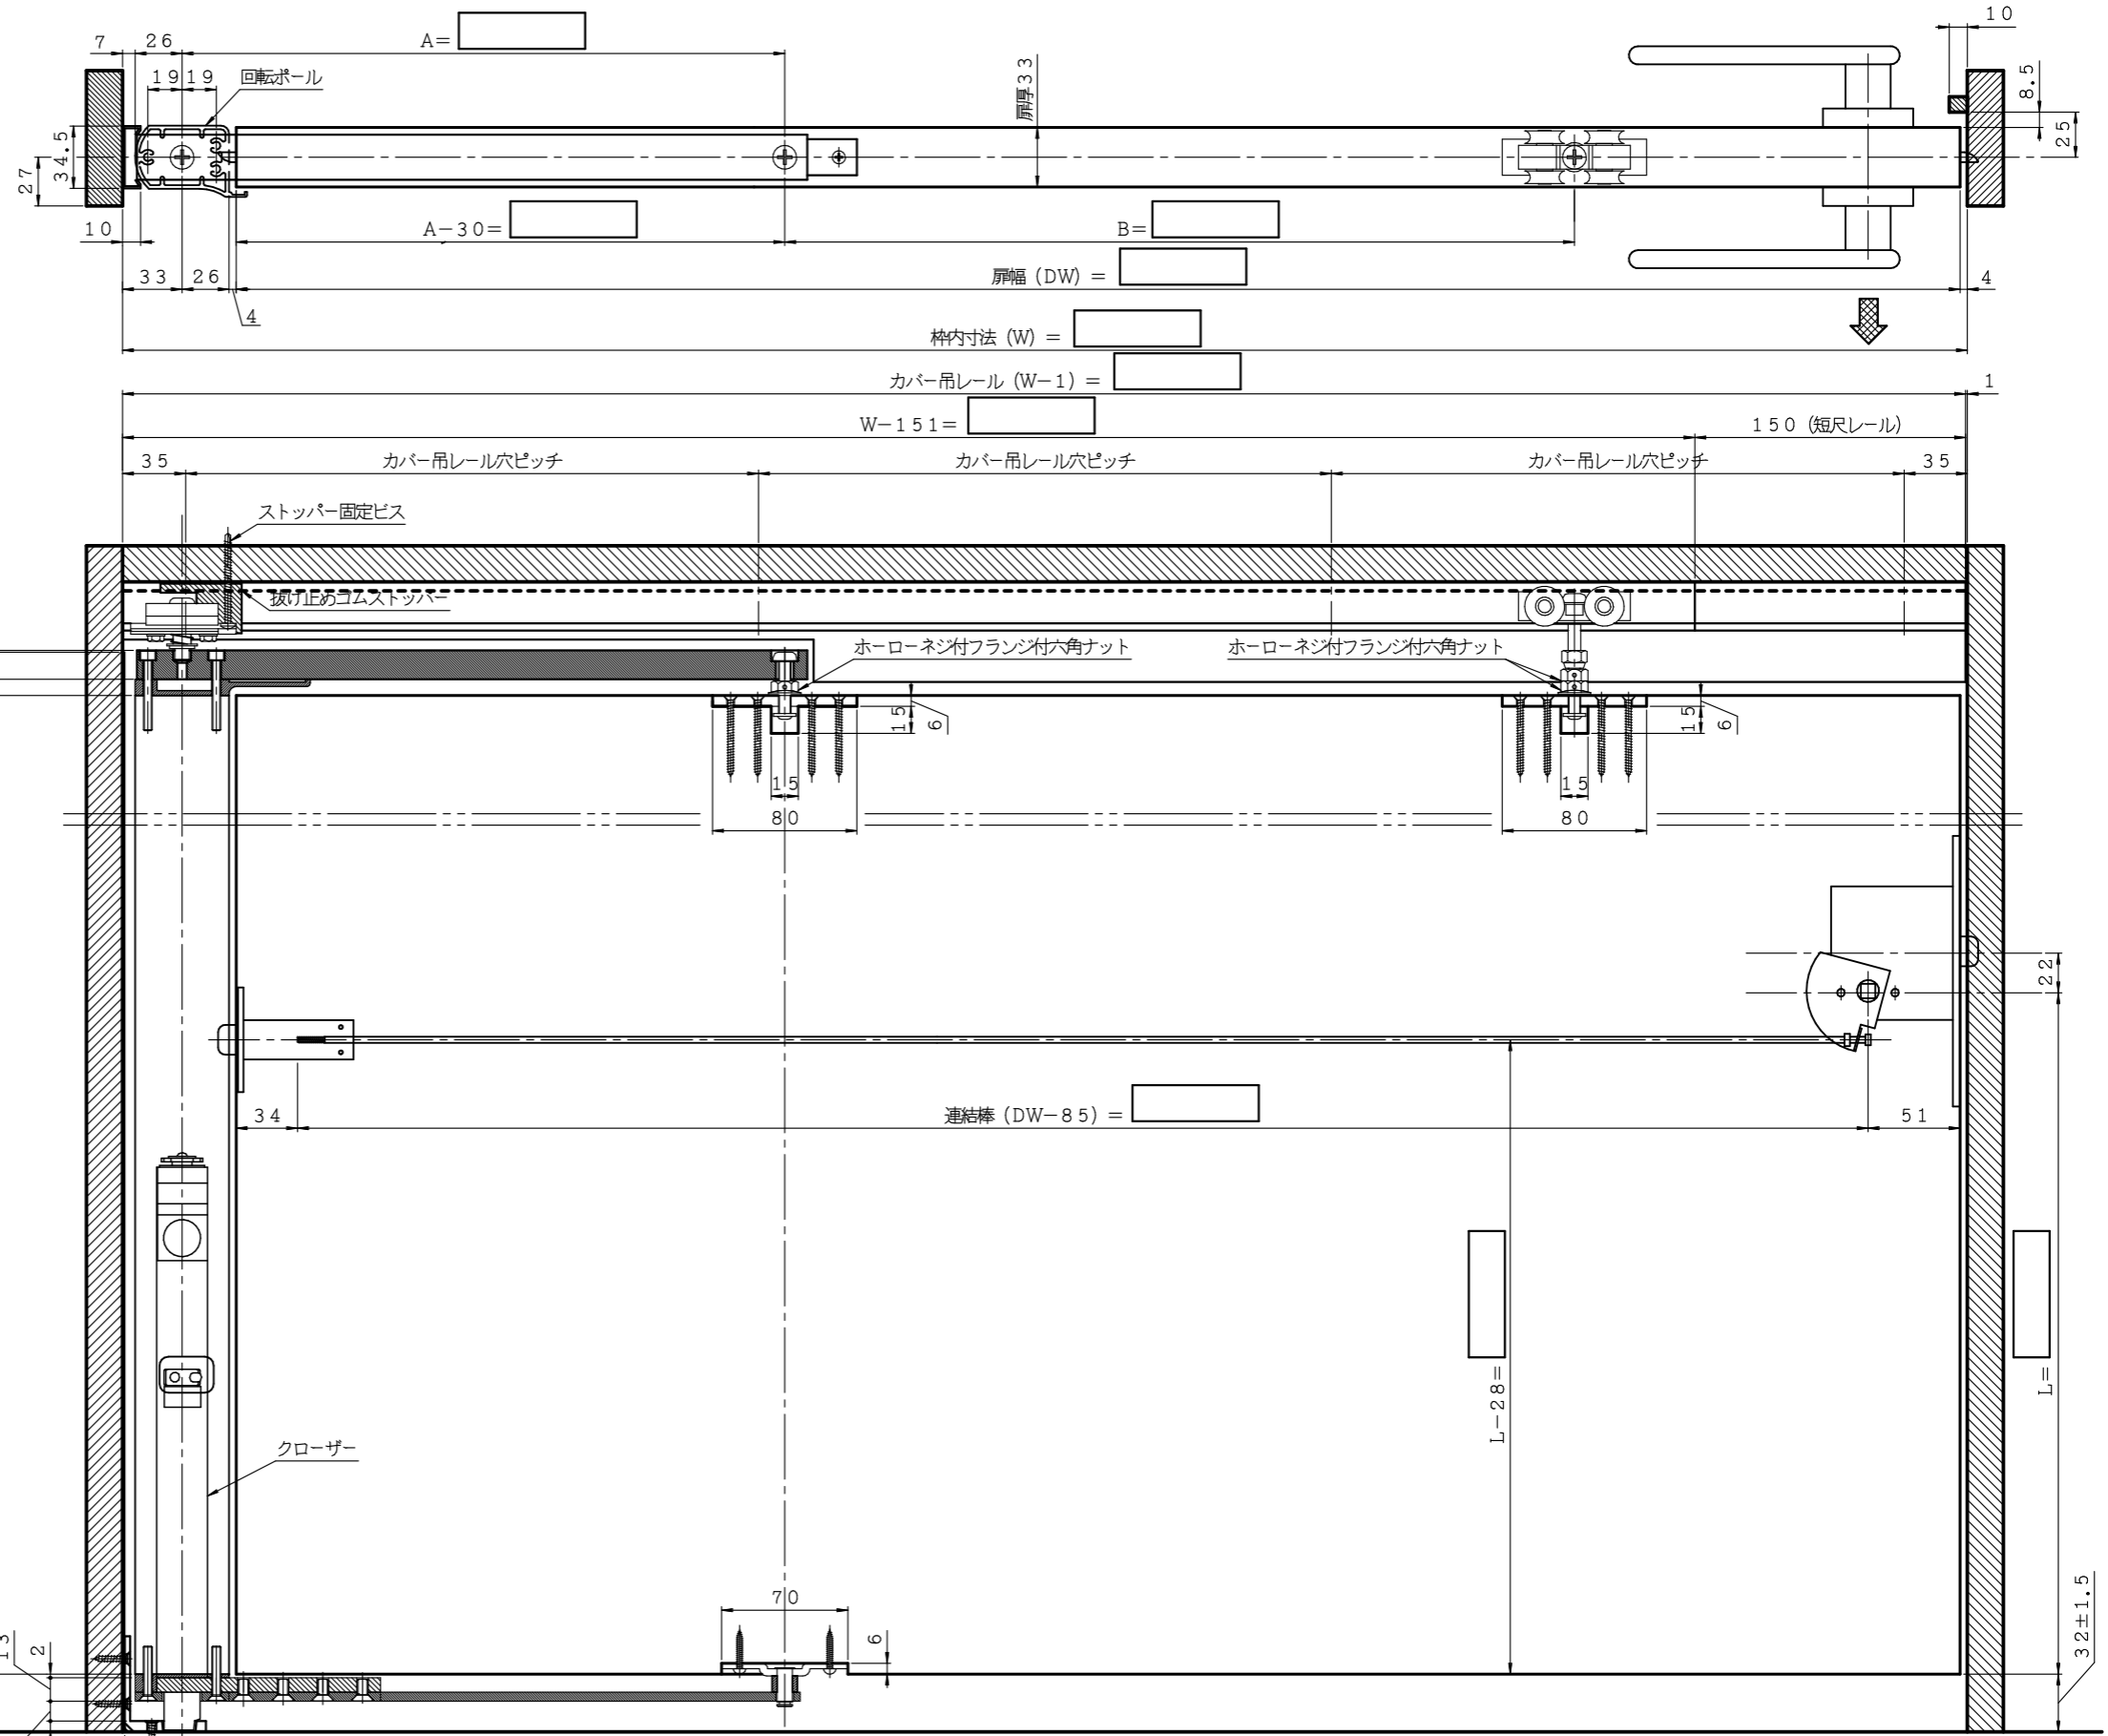 7
26
A=
10
19
19
回転ポール
扉厚33
8.5
25
34.5
27
10
A-30=
B=
33
26
扉幅 (DW) =
4
4
枠内寸法 (W) =
カバー吊レール (W-1) =
1
W-151=
150 (短尺レール)
35
カバー吊レール穴ピッチ
カバー吊レール穴ピッチ
カバー吊レール穴ピッチ
35
ストッパー固定ビス
抜け止めゴムストッパー
ホーローネジ付フランジ付六角ナット
ホーローネジ付フランジ付六角ナット
15
6
15
6
15
15
80
80
22
34
連結棒 (DW-85) =
51
L-28=
L=
クローザー
70
6
13
2
32±1.5